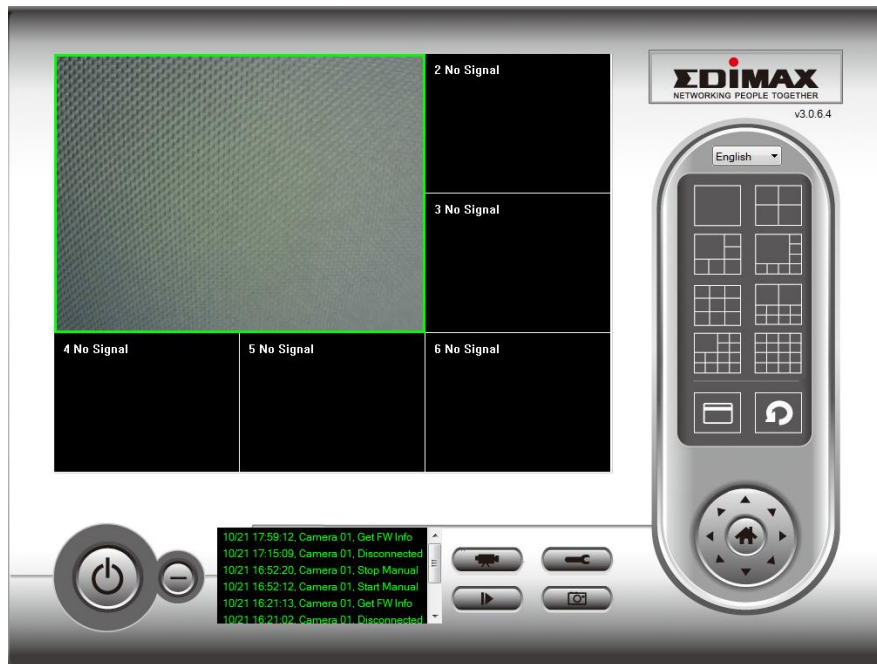 2 No Signal
EDIMAX
NETWORKING PEOPLE TOGETHER
v3.0.6.4
English
3 No Signal
4 No Signal
5 No Signal
6 No Signal
10/21 17:59:12, Camera 01, Get FW Info
10/21 17:15:09, Camera 01, Disconnected
10/21 16:52:20, Camera 01, Stop Manual
10/21 16:52:12, Camera 01, Start Manual
10/21 16:21:13, Camera 01, Get FW Info
10/21 16:21:02, Camera 01, Disconnected